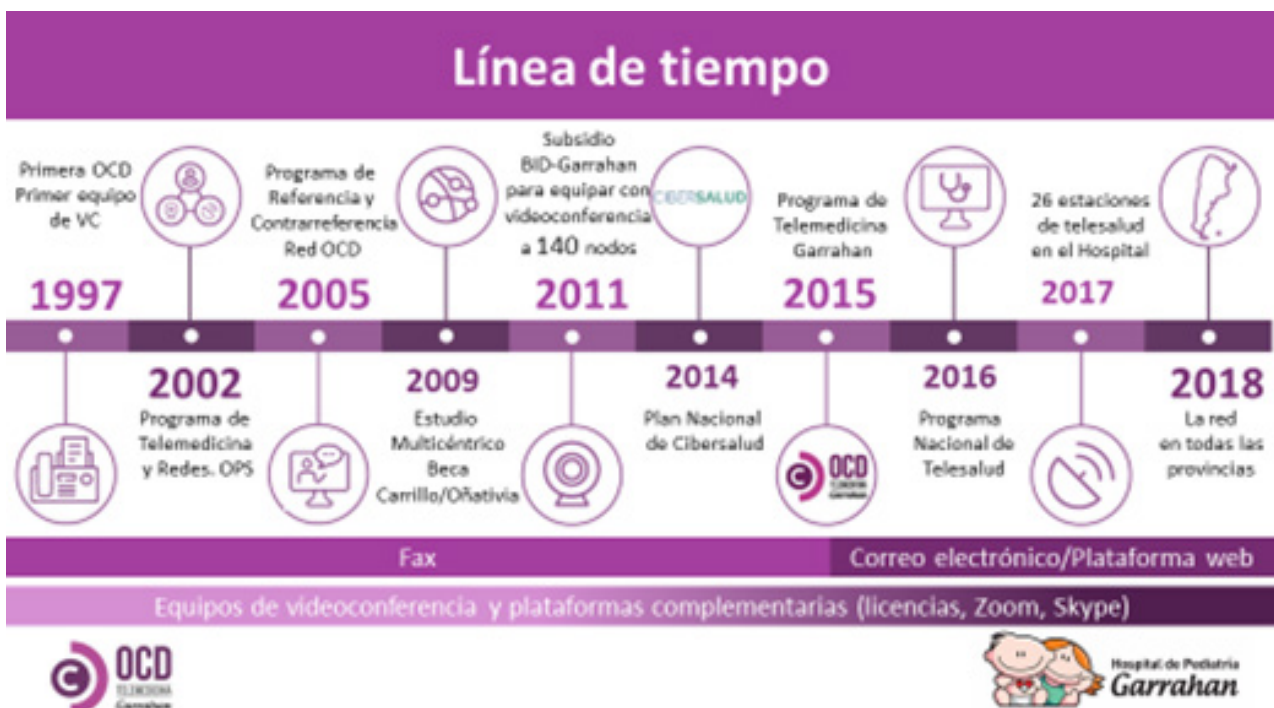 Línea de tiempo
Primera OCD
Primer equipo
de VC
1997
2002
Programa de
Telemedicina
y Redes. OPS
Programa de
Referencia y
Contrarreferencia
Red OCD
2005
2009
Estudio
Multicéntrico
Beca
Carrillo/Oñativia
Subsidio
BID-Garrahan
para equipar con
videoconferencia
a 140 nodos
2011
CIBERSALUD
2014
Plan Nacional
de Cibersalud
Programa de
Telemedicina
Garrahan
2015
OCD
TELEMEDICINA
Garrahan
2016
Programa
Nacional de
Telesalud
26 estaciones
de telesalud
en el Hospital
2017
2018
La red
en todas las
provincias
Fax
Correo electrónico/Plataforma web
Equipos de videoconferencia y plataformas complementarias (licencias, Zoom, Skype)
OCD
TELEMEDICINA
Garrahan
Hospital de Pediatría
Garrahan